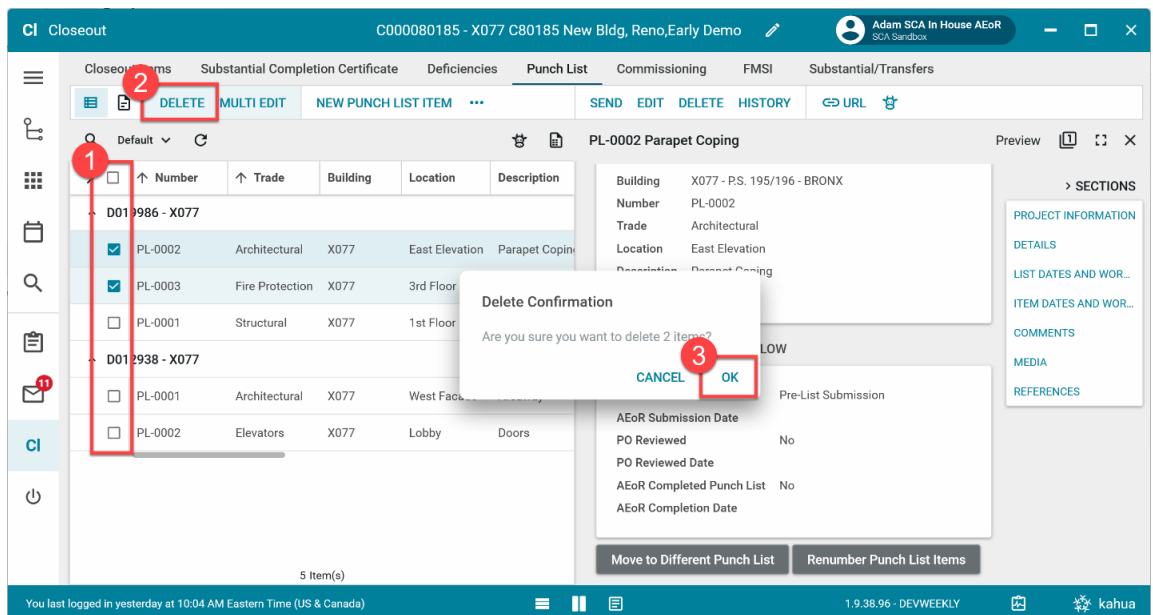 CI Closeout C000080185 - X077 C80185 New Bldg, Reno,Early Demo Adam SCA In House AEoR
SCA Sandbox
Substantial Completion Certificate Deficiencies Punch List Commissioning FMSI Substantial/Transfers
2
DELETE MULTI EDIT NEW PUNCH LIST ITEM ••• SEND EDIT DELETE HISTORY URL
Default PL-0002 Parapet Coping Preview 1
1
Number Trade Building Location Description
D019986 - X077
PL-0002 Architectural X077 East Elevation Parapet Coping
PL-0003 Fire Protection X077 3rd Floor
PL-0001 Structural X077 1st Floor
D012938 - X077
PL-0001 Architectural X077
PL-0002 Elevators X077 Lobby Doors
5 Item(s)
Building X077 - P.S. 195/196 - BRONX
Number PL-0002
Trade Architectural
Location East Elevation
Description Parapet Coping
Delete Confirmation
Are you sure you want to delete 2 items?
3
CANCEL OK
LOW
Pre-List Submission
AEoR Submission Date
PO Reviewed No
PO Reviewed Date
AEoR Completed Punch List No
AEoR Completion Date
Move to Different Punch List Renumber Punch List Items
> SECTIONS
PROJECT INFORMATION
DETAILS
LIST DATES AND WOR...
ITEM DATES AND WOR...
COMMENTS
MEDIA
REFERENCES
11
CI
You last logged in yesterday at 10:04 AM Eastern Time (US & Canada) 1.9.38.96 - DEVWEEKLY kahua